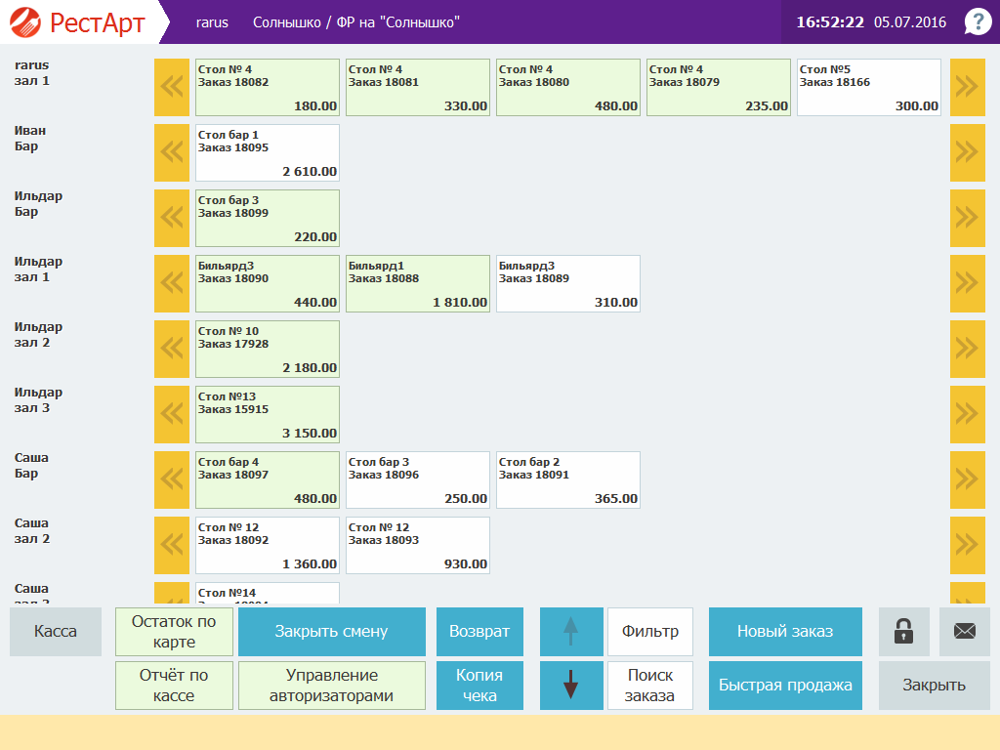 РестАрт
rarus
Солнышко / ФР на "Солнышко"
16:52:22 05.07.2016
?
rarus
зал 1
Стол № 4
Заказ 18082
180.00
Стол № 4
Заказ 18081
330.00
Стол № 4
Заказ 18080
480.00
Стол № 4
Заказ 18079
235.00
Стол №5
Заказ 18166
300.00
Иван
Бар
Стол бар 1
Заказ 18095
2 610.00
Ильдар
Бар
Стол бар 3
Заказ 18099
220.00
Ильдар
зал 1
Бильярд3
Заказ 18090
440.00
Бильярд1
Заказ 18088
1 810.00
Бильярд3
Заказ 18089
310.00
Ильдар
зал 2
Стол № 10
Заказ 17928
2 180.00
Ильдар
зал 3
Стол №13
Заказ 15915
3 150.00
Саша
Бар
Стол бар 4
Заказ 18097
480.00
Стол бар 3
Заказ 18096
250.00
Стол бар 2
Заказ 18091
365.00
Саша
зал 2
Стол № 12
Заказ 18092
1 360.00
Стол № 12
Заказ 18093
930.00
Саша
Стол №14
Касса
Остаток по
карте
Закрыть смену
Возврат
Фильтр
Новый заказ
Отчёт по
кассе
Управление
авторизаторами
Копия
чека
Поиск
заказа
Быстрая продажа
Закрыть